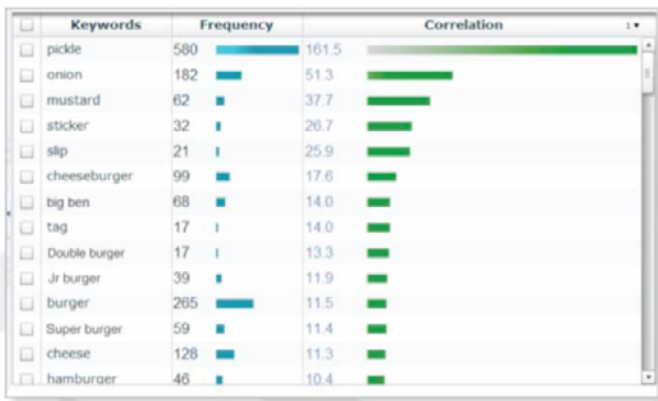 Keywords Frequency Correlation 1▼
pickle 580 161.5
onion 182 51.3
mustard 62 37.7
sticker 32 26.7
slip 21 25.9
cheeseburger 99 17.6
big ben 68 14.0
tag 17 14.0
Double burger 17 13.3
Jr burger 39 11.9
burger 265 11.5
Super burger 59 11.4
cheese 128 11.3
hamburger 46 10.4